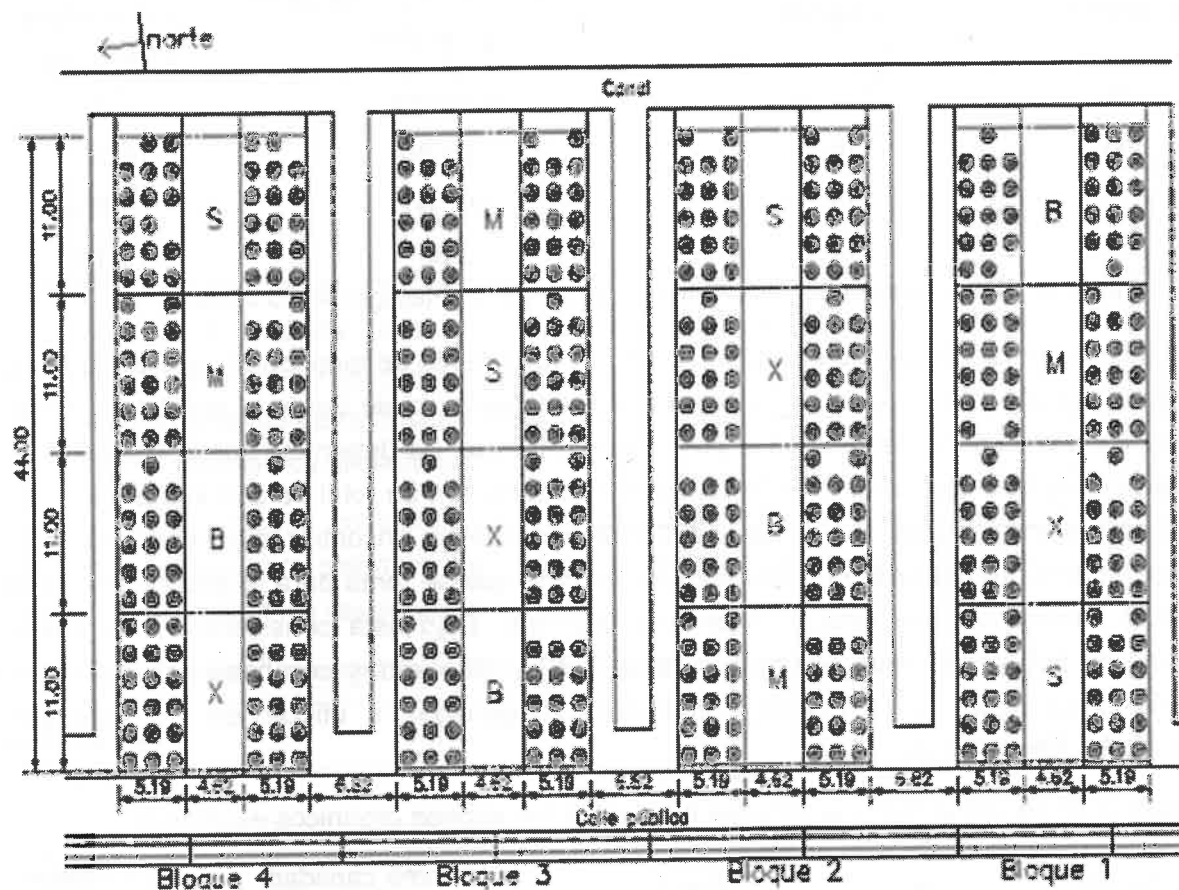 norte
Canal
S M S B
11.00
M S X M
11.00
44.00
B X B X
11.00
X B M S
11.00
5.19 4.62 5.19 5.19 4.62 5.19 5.19 4.62 5.19 5.19 4.62 5.19
Calle pública
Bloque 4 Bloque 3 Bloque 2 Bloque 1